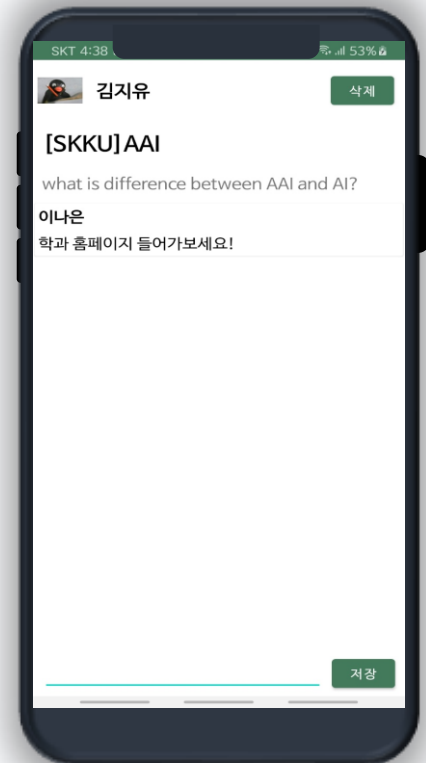 SKT 4:38
53%
김지유
삭제
[SKKU] AAI
what is difference between AAI and AI?
이나은
학과 홈페이지 들어가보세요!
저장